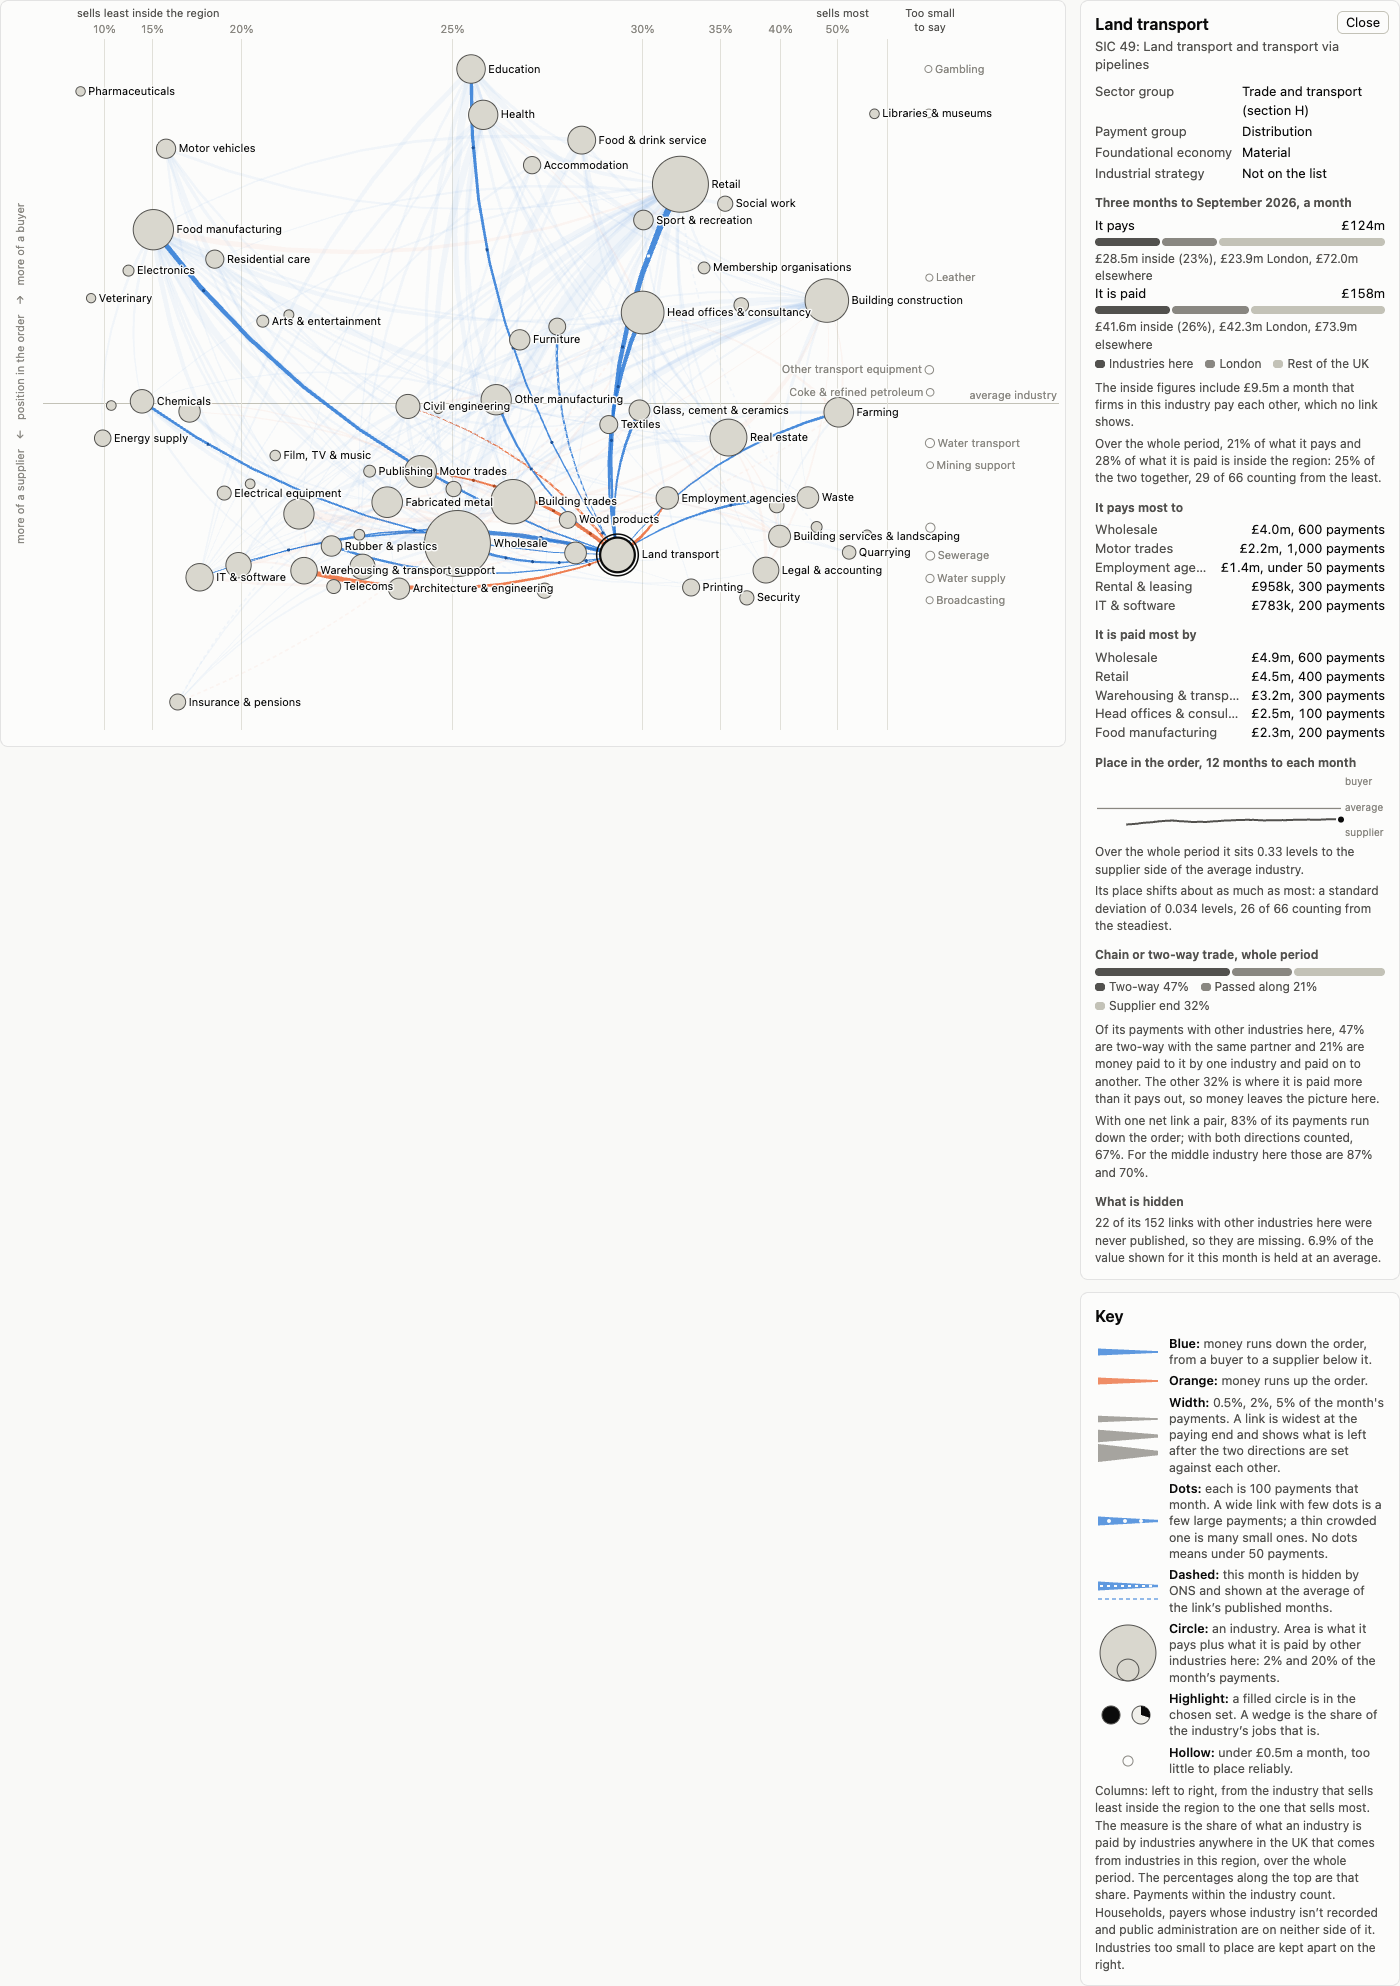 sells least inside the region
sells most
Too small
to say
10%
15%
20%
25%
30%
35%
40%
50%
more of a supplier ← position in the order → more of a buyer
Education
Gambling
Pharmaceuticals
Health
Libraries & museums
Food & drink service
Motor vehicles
Accommodation
Retail
Social work
Sport & recreation
Food manufacturing
Residential care
Electronics
Membership organisations
Leather
Veterinary
Building construction
Head offices & consultancy
Arts & entertainment
Furniture
Other transport equipment
Coke & refined petroleum
average industry
Chemicals
Other manufacturing
Civil engineering
Glass, cement & ceramics
Farming
Textiles
Energy supply
Real estate
Water transport
Film, TV & music
Mining support
Publishing
Motor trades
Electrical equipment
Fabricated metal
Building trades
Employment agencies
Waste
Wood products
Building services & landscaping
Rubber & plastics
Wholesale
Land transport
Quarrying
Sewerage
Warehousing & transport support
Legal & accounting
IT & software
Water supply
Telecoms
Architecture & engineering
Printing
Security
Broadcasting
Insurance & pensions
Land transport
Close
SIC 49: Land transport and transport via
pipelines
Sector group Trade and transport
(section H)
Payment group Distribution
Foundational economy Material
Industrial strategy Not on the list
Three months to September 2026, a month
It pays £124m
£28.5m inside (23%), £23.9m London, £72.0m
elsewhere
It is paid £158m
£41.6m inside (26%), £42.3m London, £73.9m
elsewhere
Industries here London Rest of the UK
The inside figures include £9.5m a month that
firms in this industry pay each other, which no link
shows.
Over the whole period, 21% of what it pays and
28% of what it is paid is inside the region: 25% of
the two together, 29 of 66 counting from the least.
It pays most to
Wholesale £4.0m, 600 payments
Motor trades £2.2m, 1,000 payments
Employment age... £1.4m, under 50 payments
Rental & leasing £958k, 300 payments
IT & software £783k, 200 payments
It is paid most by
Wholesale £4.9m, 600 payments
Retail £4.5m, 400 payments
Warehousing & transp... £3.2m, 300 payments
Head offices & consul... £2.5m, 100 payments
Food manufacturing £2.3m, 200 payments
Place in the order, 12 months to each month
buyer
average
supplier
Over the whole period it sits 0.33 levels to the
supplier side of the average industry.
Its place shifts about as much as most: a standard
deviation of 0.034 levels, 26 of 66 counting from
the steadiest.
Chain or two-way trade, whole period
Two-way 47% Passed along 21%
Supplier end 32%
Of its payments with other industries here, 47%
are two-way with the same partner and 21% are
money paid to it by one industry and paid on to
another. The other 32% is where it is paid more
than it pays out, so money leaves the picture here.
With one net link a pair, 83% of its payments run
down the order; with both directions counted,
67%. For the middle industry here those are 87%
and 70%.
What is hidden
22 of its 152 links with other industries here were
never published, so they are missing. 6.9% of the
value shown for it this month is held at an average.
Key
Blue: money runs down the order,
from a buyer to a supplier below it.
Orange: money runs up the order.
Width: 0.5%, 2%, 5% of the month's
payments. A link is widest at the
paying end and shows what is left
after the two directions are set
against each other.
Dots: each is 100 payments that
month. A wide link with few dots is a
few large payments; a thin crowded
one is many small ones. No dots
means under 50 payments.
Dashed: this month is hidden by
ONS and shown at the average of
the link's published months.
Circle: an industry. Area is what it
pays plus what it is paid by other
industries here: 2% and 20% of the
month's payments.
Highlight: a filled circle is in the
chosen set. A wedge is the share of
the industry's jobs that is.
Hollow: under £0.5m a month, too
little to place reliably.
Columns: left to right, from the industry that sells
least inside the region to the one that sells most.
The measure is the share of what an industry is
paid by industries anywhere in the UK that comes
from industries in this region, over the whole
period. The percentages along the top are that
share. Payments within the industry count.
Households, payers whose industry isn't recorded
and public administration are on neither side of it.
Industries too small to place are kept apart on the
right.